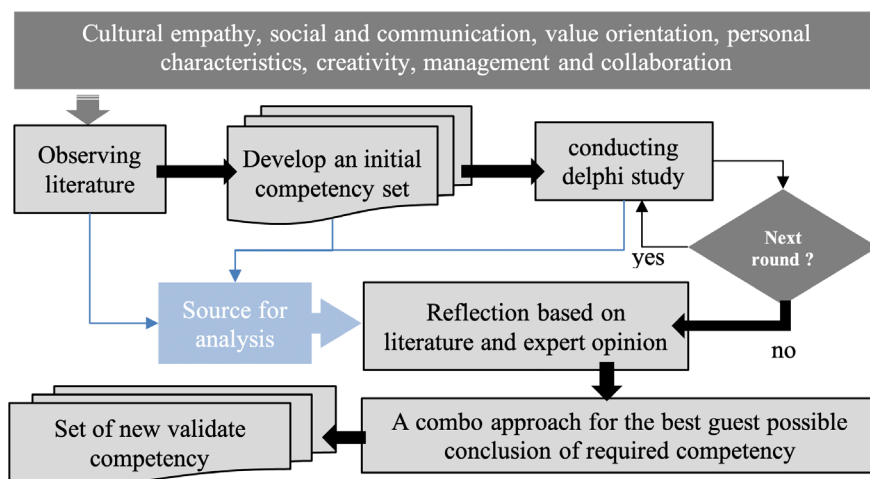 Cultural empathy, social and communication, value orientation, personal
characteristics, creativity, management and collaboration
Observing
literature
Develop an initial
competency set
conducting
delphi study
Next
round ?
yes
Source for
analysis
Reflection based on
literature and expert opinion
no
Set of new validate
competency
A combo approach for the best guest possible
conclusion of required competency